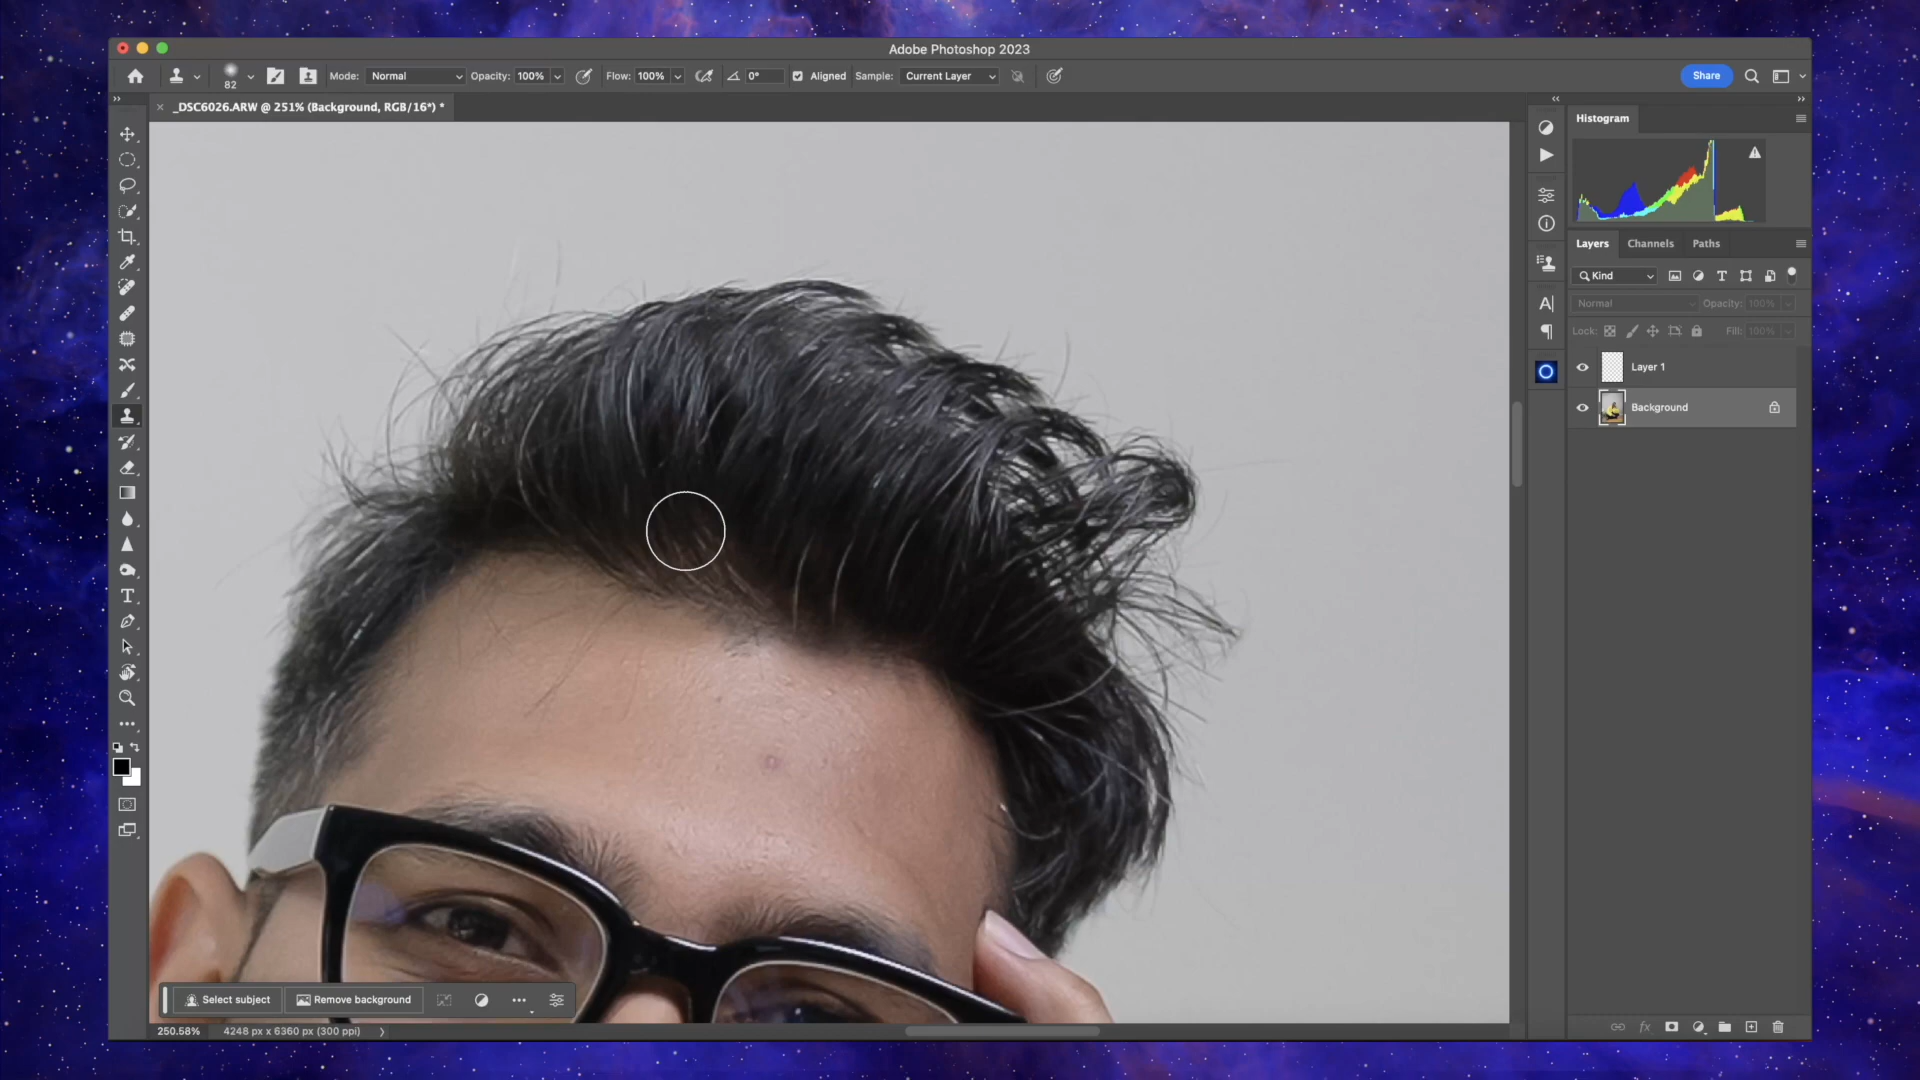 Adobe Photoshop 2023
82 Mode: Normal Opacity: 100% Flow: 100% 0° Aligned Sample: Current Layer Share
_DSC6026.ARW @ 251% (Background, RGB/16*) *
Histogram
Layers Channels Paths
Kind
Normal Opacity: 100%
Lock: Fill: 100%
Layer 1
Background
Select subject Remove background
250.58% 4248 px x 6360 px (300 ppi)